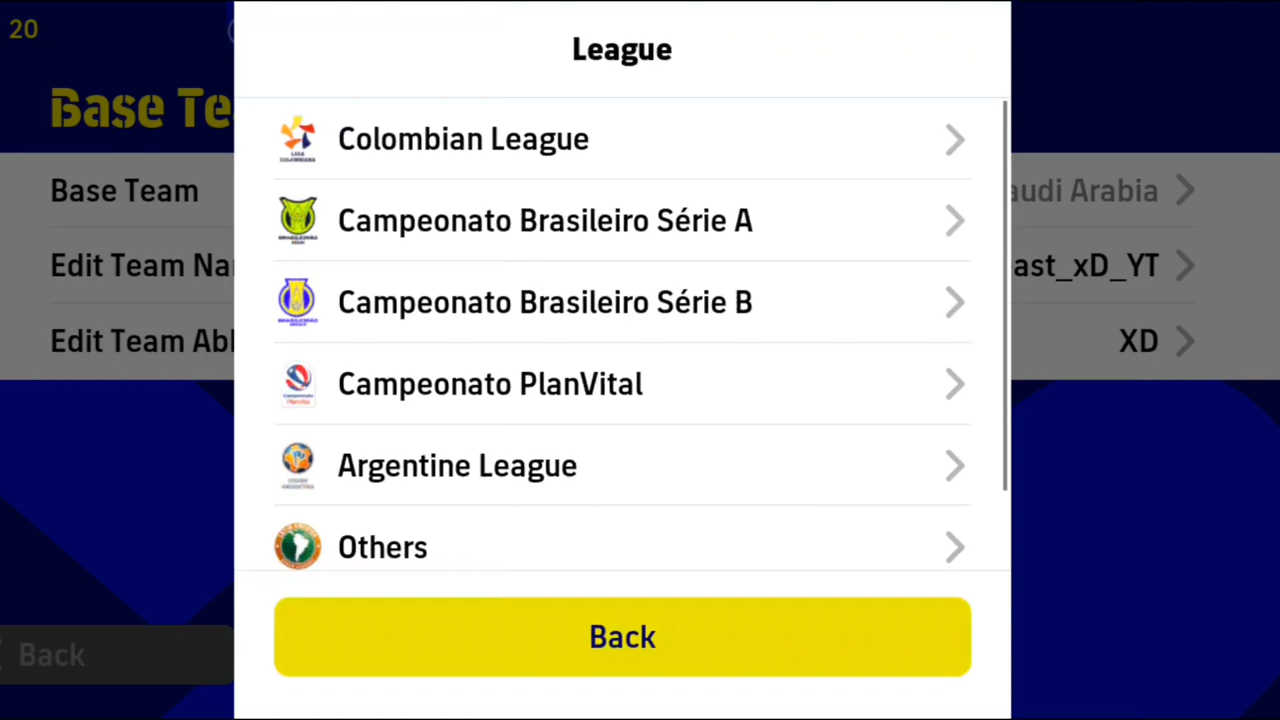 20
League
Base Te
Colombian League
Base Team
audi Arabia
Campeonato Brasileiro Série A
Edit Team Na
ast_xD_YT
Campeonato Brasileiro Série B
Edit Team Ab
XD
Campeonato PlanVital
Argentine League
Others
Back
Back